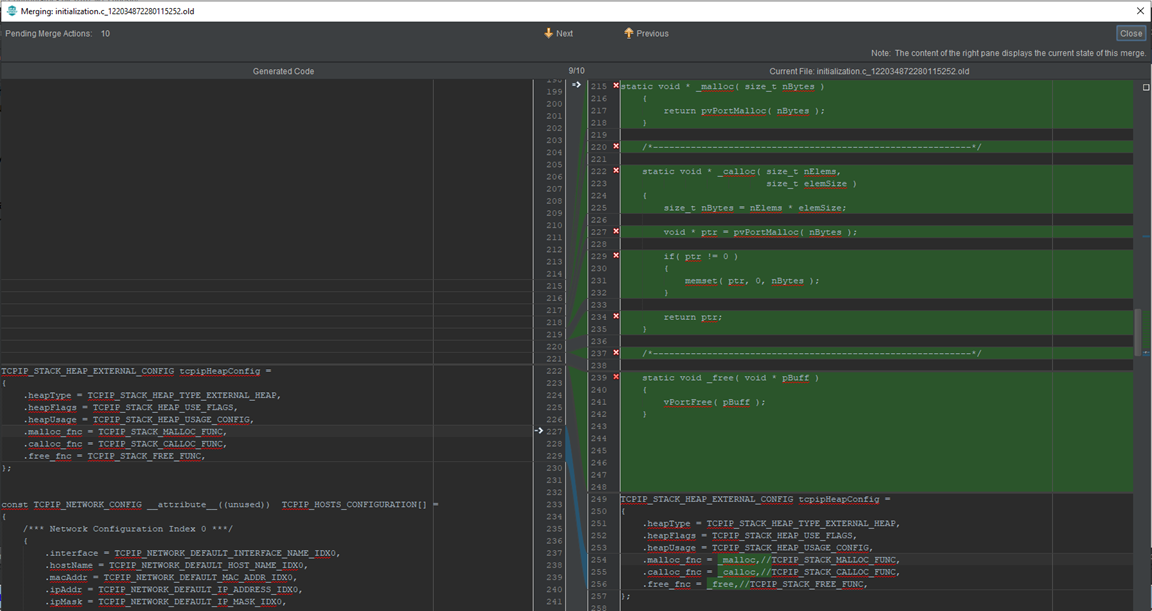 Merging: initialization.c_122034872280115252.old
Pending Merge Actions: 10
Next
Previous
Close
Note: The content of the right pane displays the current state of this merge.
Generated Code
9/10
Current File: initialization.c_122034872280115252.old
199
200
201
202
203
204
205
206
207
208
209
210
211
212
213
214
215
216
217
218
219
220
221
222 TCPIP_STACK_HEAP_EXTERNAL_CONFIG tcpipHeapConfig =
223 {
224 .heapType = TCPIP_STACK_HEAP_TYPE_EXTERNAL_HEAP,
225 .heapFlags = TCPIP_STACK_HEAP_USE_FLAGS,
226 .heapUsage = TCPIP_STACK_HEAP_USAGE_CONFIG,
227 .malloc_fnc = TCPIP_STACK_MALLOC_FUNC,
228 .calloc_fnc = TCPIP_STACK_CALLOC_FUNC,
229 .free_fnc = TCPIP_STACK_FREE_FUNC,
230 };
231
232
233 const TCPIP_NETWORK_CONFIG __attribute__((unused)) TCPIP_HOSTS_CONFIGURATION[] =
234 {
235 /*** Network Configuration Index 0 ***/
236 {
237 .interface = TCPIP_NETWORK_DEFAULT_INTERFACE_NAME_IDX0,
238 .hostName = TCPIP_NETWORK_DEFAULT_HOST_NAME_IDX0,
239 .macAddr = TCPIP_NETWORK_DEFAULT_MAC_ADDR_IDX0,
240 .ipAddr = TCPIP_NETWORK_DEFAULT_IP_ADDRESS_IDX0,
241 .ipMask = TCPIP_NETWORK_DEFAULT_IP_MASK_IDX0,
215 static void * _malloc( size_t nBytes )
216 {
217 return pvPortMalloc( nBytes );
218 }
219
220 /*-----------------------------------------------------------*/
221
222 static void * _calloc( size_t nElems,
223 size_t elemSize )
224 {
225 size_t nBytes = nElems * elemSize;
226
227 void * ptr = pvPortMalloc( nBytes );
228
229 if( ptr != 0 )
230 {
231 memset( ptr, 0, nBytes );
232 }
233
234 return ptr;
235 }
236
237 /*-----------------------------------------------------------*/
238
239 static void _free( void * pBuff )
240 {
241 vPortFree( pBuff );
242 }
243
244
245
246
247
248
249 TCPIP_STACK_HEAP_EXTERNAL_CONFIG tcpipHeapConfig =
250 {
251 .heapType = TCPIP_STACK_HEAP_TYPE_EXTERNAL_HEAP,
252 .heapFlags = TCPIP_STACK_HEAP_USE_FLAGS,
253 .heapUsage = TCPIP_STACK_HEAP_USAGE_CONFIG,
254 .malloc_fnc = _malloc,//TCPIP_STACK_MALLOC_FUNC,
255 .calloc_fnc = _calloc,//TCPIP_STACK_CALLOC_FUNC,
256 .free_fnc = _free,//TCPIP_STACK_FREE_FUNC,
257 };
258